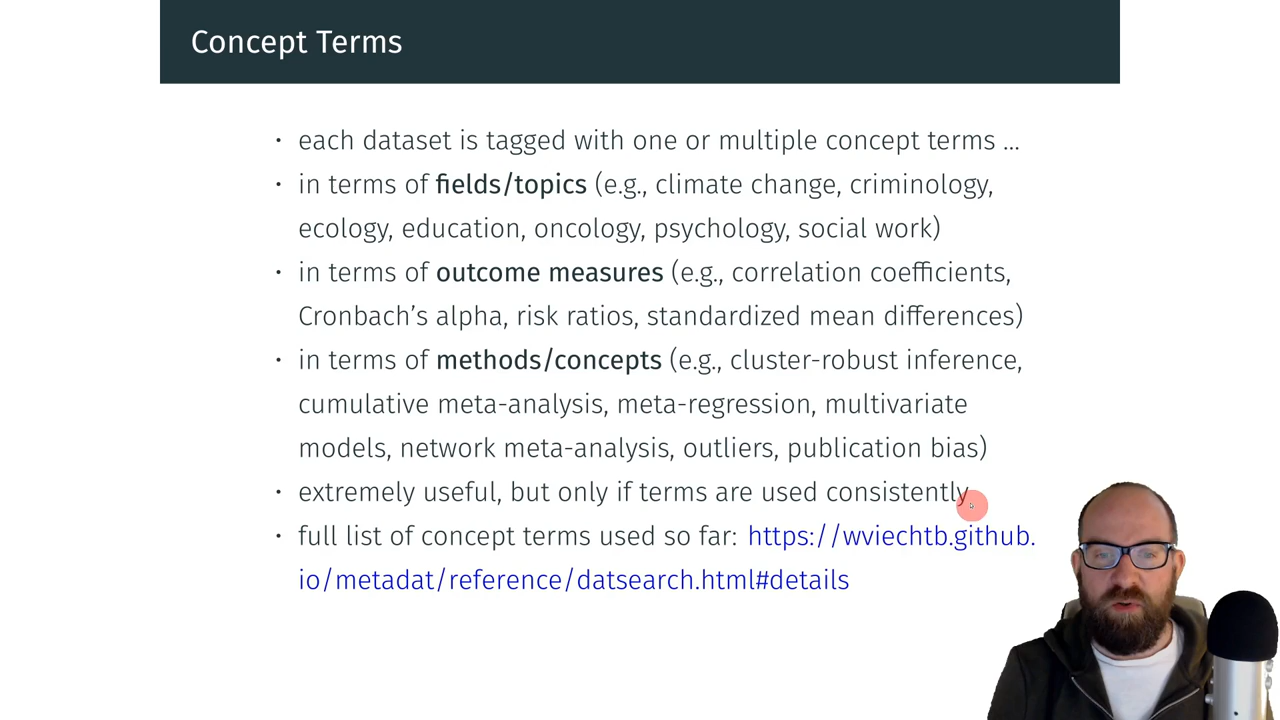 Concept Terms
• each dataset is tagged with one or multiple concept terms ...
• in terms of fields/topics (e.g., climate change, criminology,
ecology, education, oncology, psychology, social work)
• in terms of outcome measures (e.g., correlation coefficients,
Cronbach's alpha, risk ratios, standardized mean differences)
• in terms of methods/concepts (e.g., cluster-robust inference,
cumulative meta-analysis, meta-regression, multivariate
models, network meta-analysis, outliers, publication bias)
• extremely useful, but only if terms are used consistently
• full list of concept terms used so far: https://wviechtb.github.
io/metadat/reference/datsearch.html#details